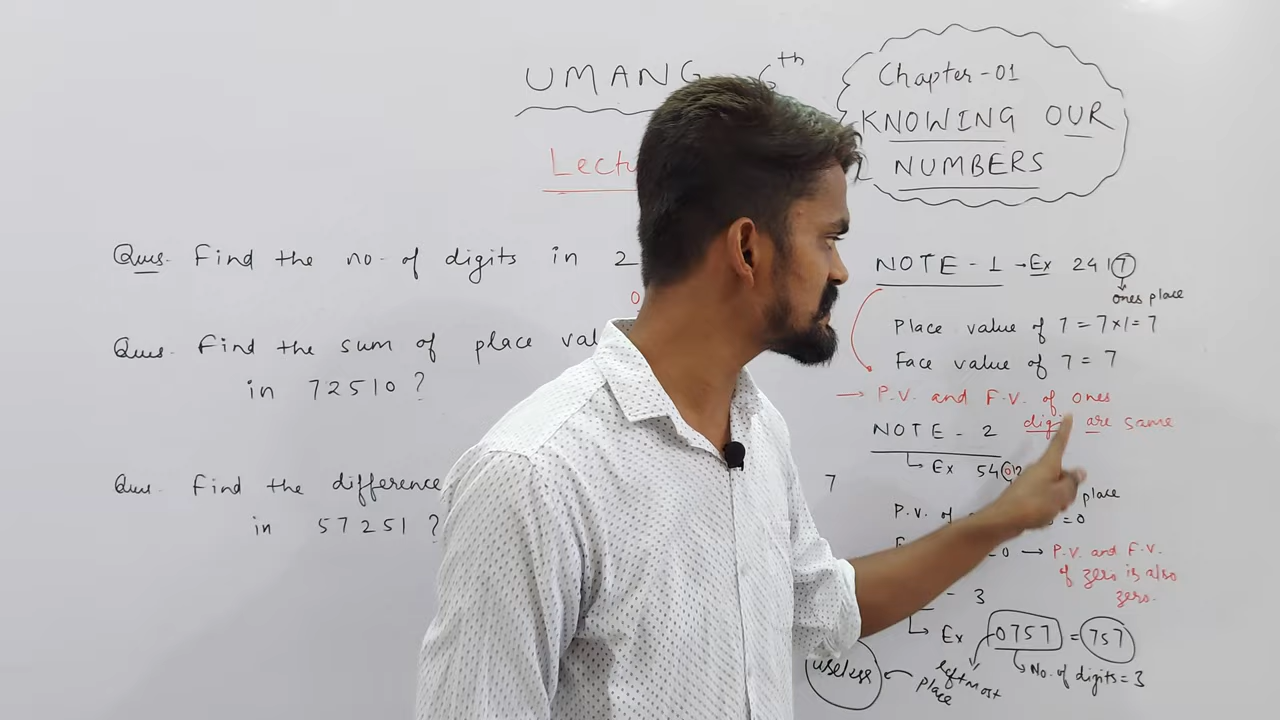 UMANG 6th
Chapter-01
KNOWING OUR
NUMBERS
Ques. Find the no. of digits in 2
Ques. Find the sum of place
in 72510?
Ques. Find the difference
in 57251?
7
NOTE-1 → Ex 2417
ones place
Place value of 7 = 7×1 = 7
Face value of 7 = 7
→ P.V. and F.V. of ones
are same
NOTE-2
Ex 540
place
P.V. of = 0
0 → P.V. and F.V.
of zero is also
zero.
- 3
Ex 0757 = 757
useless ← leftmost place
No. of digits = 3